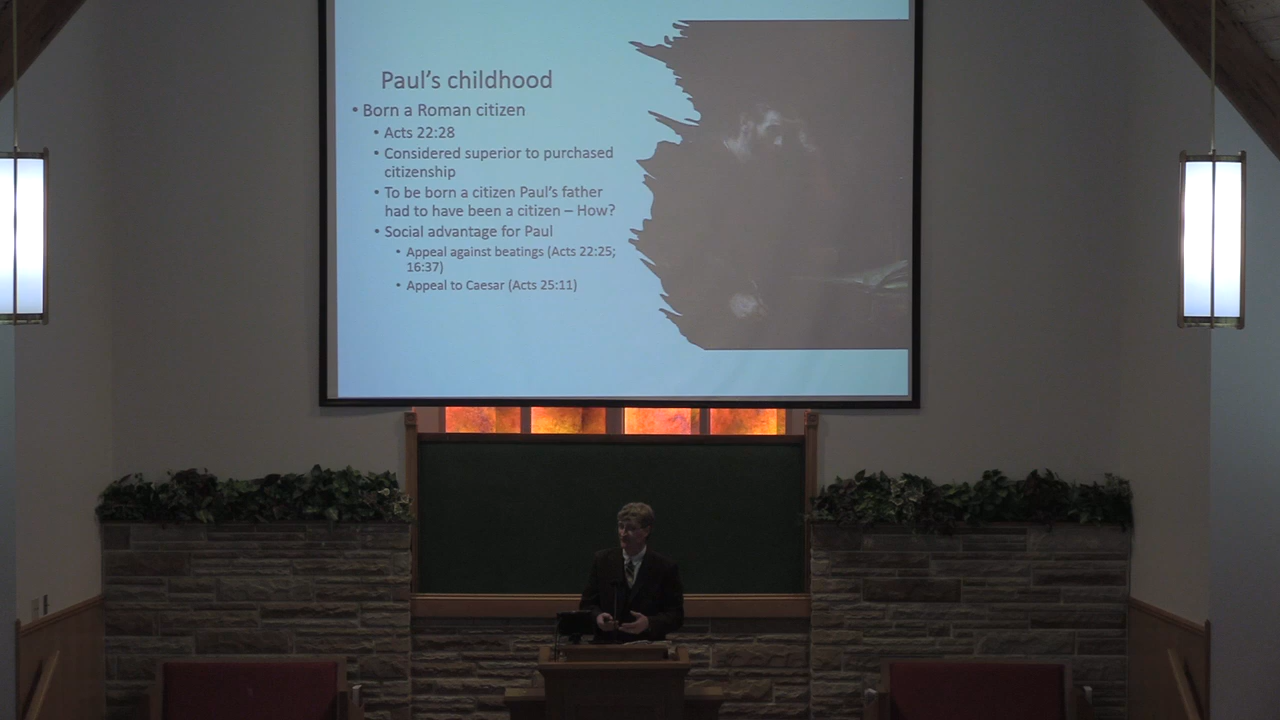 Paul's childhood
• Born a Roman citizen
• Acts 22:28
• Considered superior to purchased
citizenship
• To be born a citizen Paul's father
had to have been a citizen – How?
• Social advantage for Paul
• Appeal against beatings (Acts 22:25;
16:37)
• Appeal to Caesar (Acts 25:11)